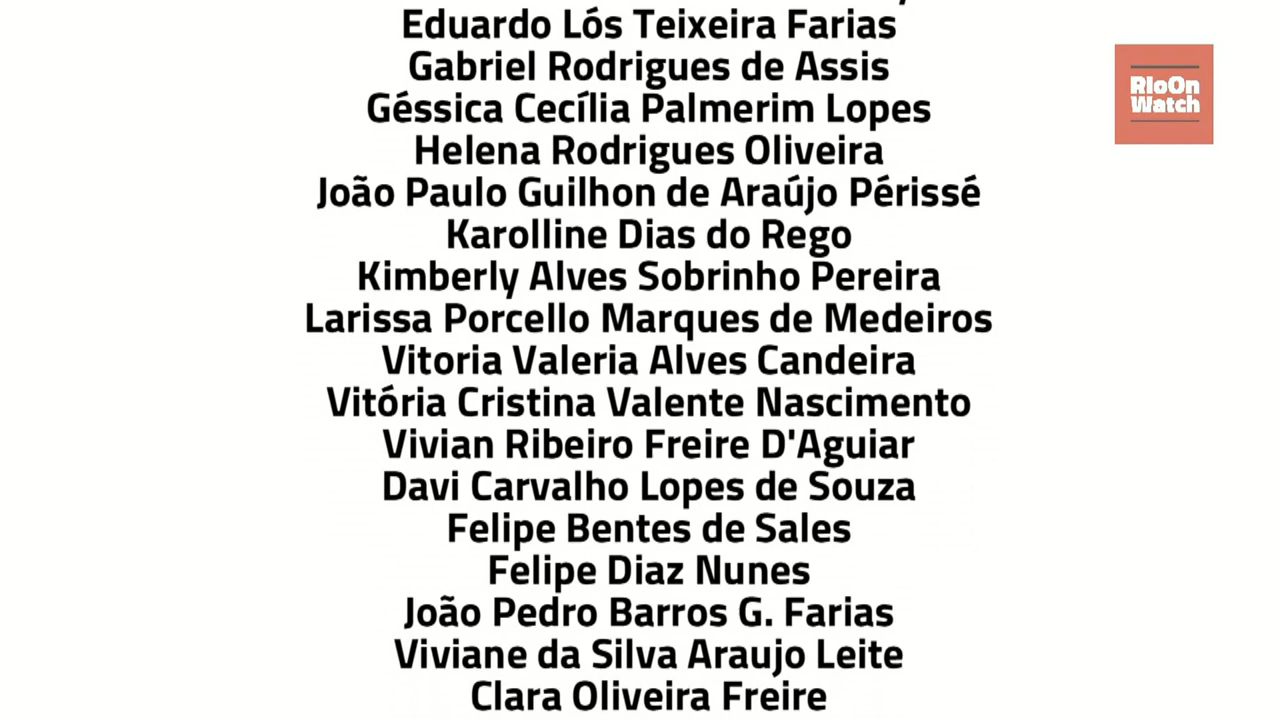 Eduardo Lós Teixeira Farias
Gabriel Rodrigues de Assis
Géssica Cecília Palmerim Lopes
Helena Rodrigues Oliveira
João Paulo Guilhon de Araújo Périssé
Karolline Dias do Rego
Kimberly Alves Sobrinho Pereira
Larissa Porcello Marques de Medeiros
Vitoria Valeria Alves Candeira
Vitória Cristina Valente Nascimento
Vivian Ribeiro Freire D'Aguiar
Davi Carvalho Lopes de Souza
Felipe Bentes de Sales
Felipe Diaz Nunes
João Pedro Barros G. Farias
Viviane da Silva Araujo Leite
Clara Oliveira Freire
RIoOn
Watch